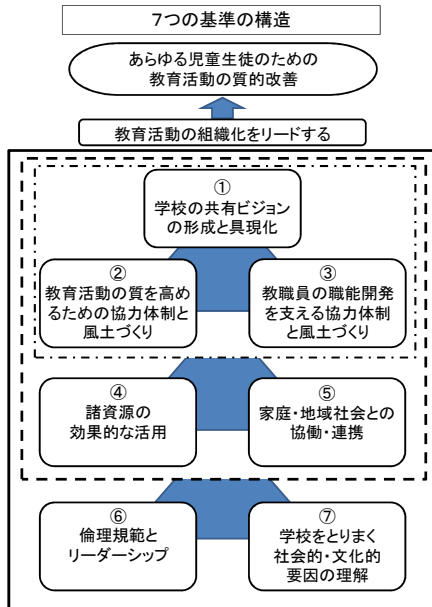 7つの基準の構造
あらゆる児童生徒のための
教育活動の質的改善
教育活動の組織化をリードする
①
学校の共有ビジョン
の形成と具現化
②
教育活動の質を高め
るための協力体制と
風土づくり
③
教職員の職能開発
を支える協力体制
と風土づくり
④
諸資源の
効果的な活用
⑤
家庭・地域社会との
協働・連携
⑥
倫理規範と
リーダーシップ
⑦
学校をとりまく
社会的・文化的
要因の理解